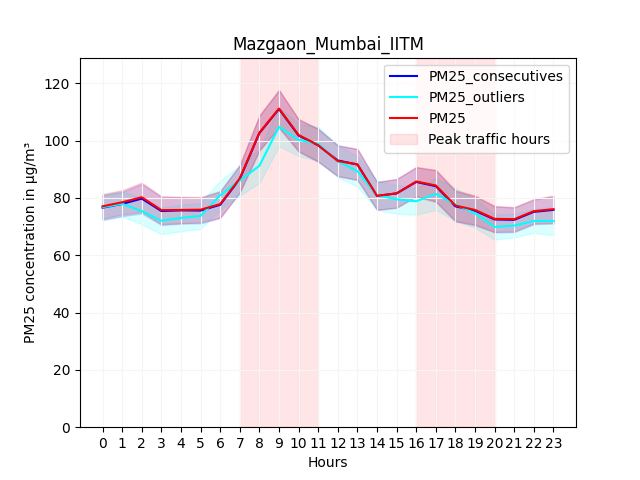 Mazgaon_Mumbai_IITM
PM25_consecutives
PM25_outliers
PM25
Peak traffic hours
PM25 concentration in µg/m³
120
100
80
60
40
20
0
0 1 2 3 4 5 6 7 8 9 10 11 12 13 14 15 16 17 18 19 20 21 22 23
Hours